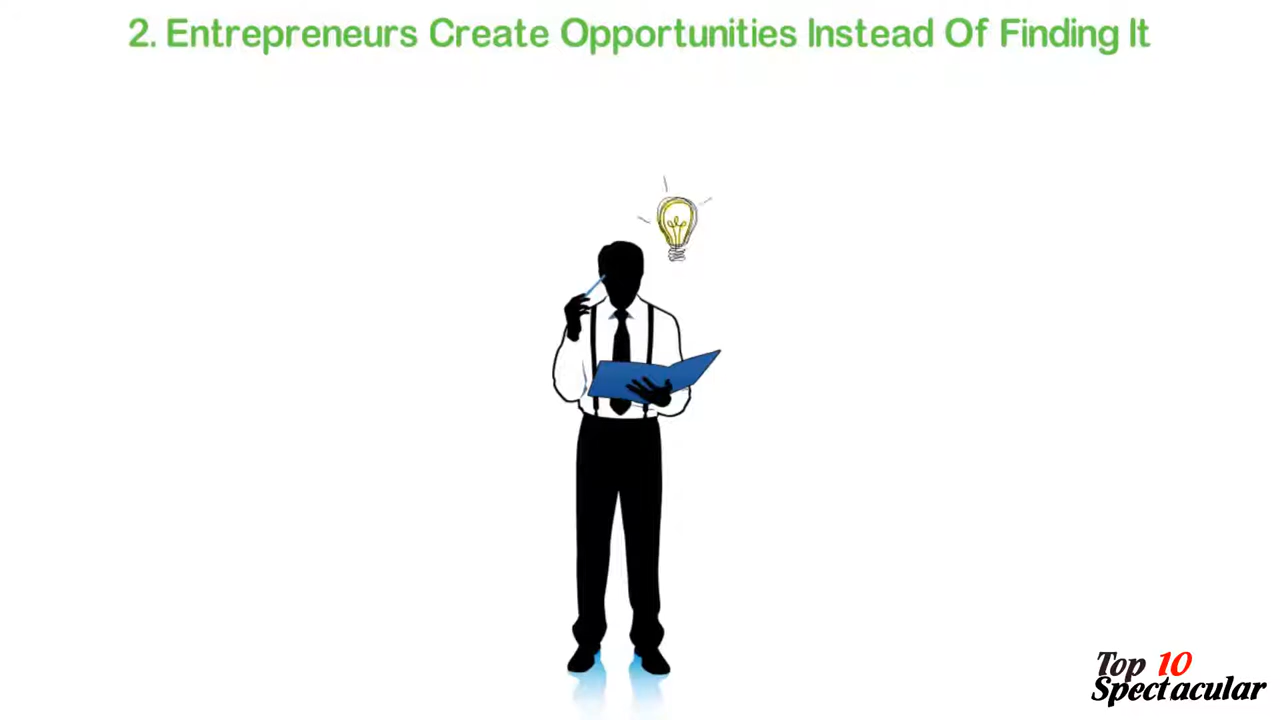 2. Entrepreneurs Create Opportunities Instead Of Finding It
Top 10
Spectacular